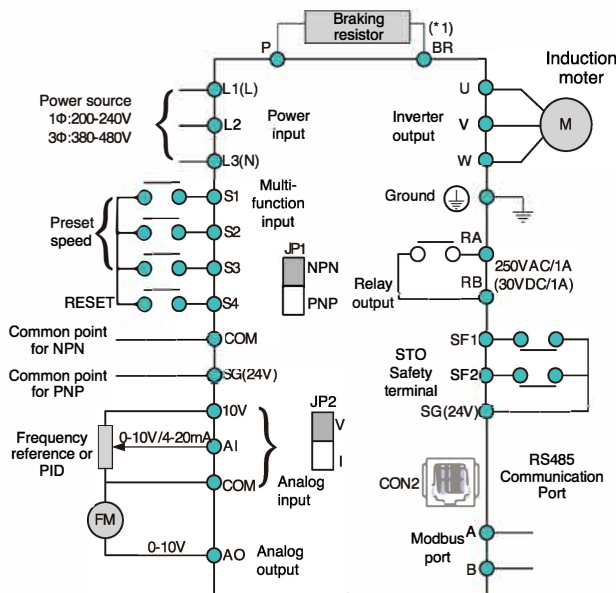 Braking
resistor
(*1)
P
BR
Induction
moter
L1(L)
U
Power source
1Φ:200-240V
3Φ:380-480V
L2
Power
input
Inverter
output
V
M
L3(N)
W
S1
Multi-
function
input
Ground
Preset
speed
S2
JP1
NPN
PNP
RA
250VAC/1A
(30VDC/1A)
RB
Relay
output
S3
RESET
S4
Common point
for NPN
COM
SF1
STO
Safety
terminal
SF2
Common point
for PNP
SG(24V)
SG(24V)
10V
JP2
V
I
Frequency
reference or
PID
0-10V/4-20mA
AI
COM
Analog
input
CON2
RS485
Communication
Port
FM
Modbus
port
A
B
0-10V
AO
Analog
output